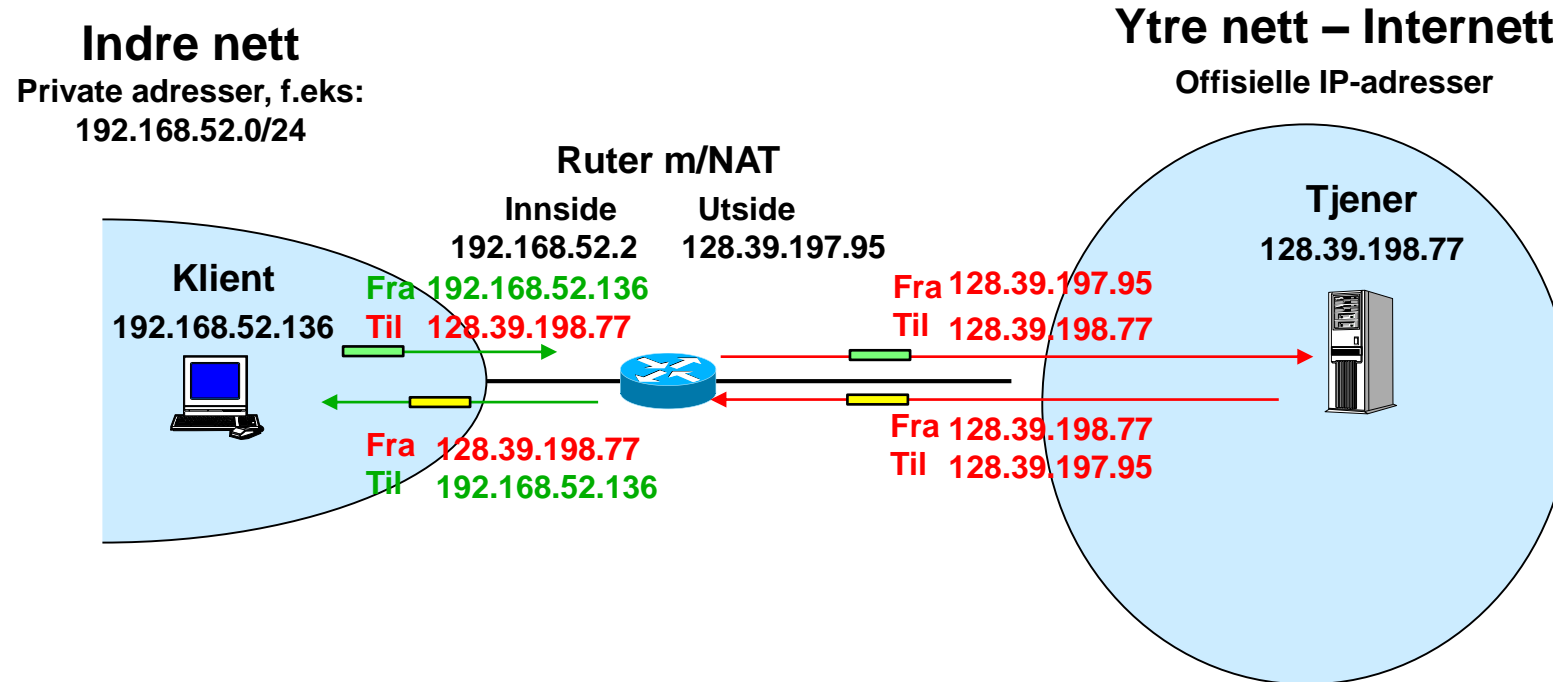 Indre nett
Private adresser, f.eks:
192.168.52.0/24
Ytre nett – Internett
Offisielle IP-adresser
Ruter m/NAT
Innside
192.168.52.2
Utside
128.39.197.95
Klient
192.168.52.136
Tjener
128.39.198.77
Fra 192.168.52.136
Til 128.39.198.77
Fra 128.39.197.95
Til 128.39.198.77
Fra 128.39.198.77
Til 192.168.52.136
Fra 128.39.198.77
Til 128.39.197.95